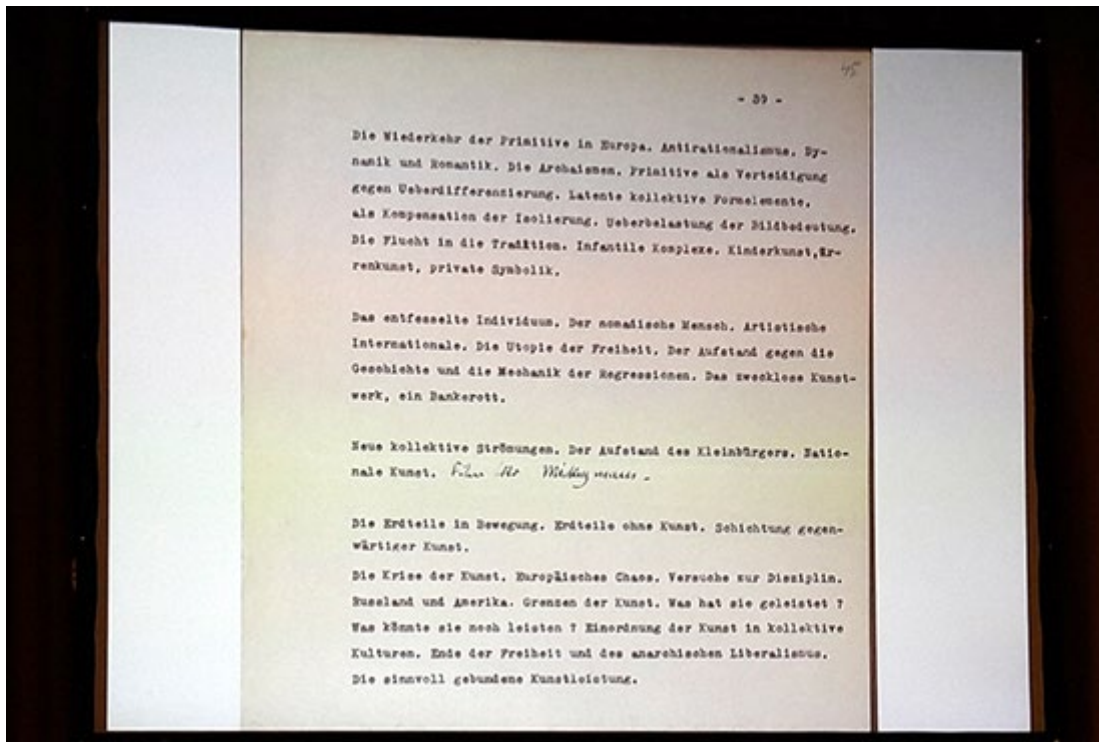 45
- 39 -
Die Wiederkehr der Primitive in Europa. Antirationalismus. Dy-
namik und Romantik. Die Archaismen. Primitive als Verteidigung
gegen Ueberdifferenzierung. Latente kollektive Formelemente,
als Kompensation der Isolierung. Ueberbelastung der Bildbedeutung.
Die Flucht in die Tradition. Infantile Komplexe. Kinderkunst, Ir-
renkunst, private Symbolik.
Das entfesselte Individuum. Der nomadische Mensch. Artistische
Internationale. Die Utopie der Freiheit. Der Aufstand gegen die
Geschichte und die Mechanik der Regressionen. Das zwecklose Kunst-
werk, ein Bankerott.
Neue kollektive Strömungen. Der Aufstand des Kleinbürgers. Natio-
nale Kunst.
Die Erdteile in Bewegung. Erdteile ohne Kunst. Schichtung gegen-
wärtiger Kunst.
Die Krise der Kunst. Europäisches Chaos. Versuche zur Disziplin.
Russland und Amerika. Grenzen der Kunst. Was hat sie geleistet ?
Was könnte sie noch leisten ? Einordnung der Kunst in kollektive
Kulturen. Ende der Freiheit und des anarchischen Liberalismus.
Die sinnvoll gebundene Kunstleistung.